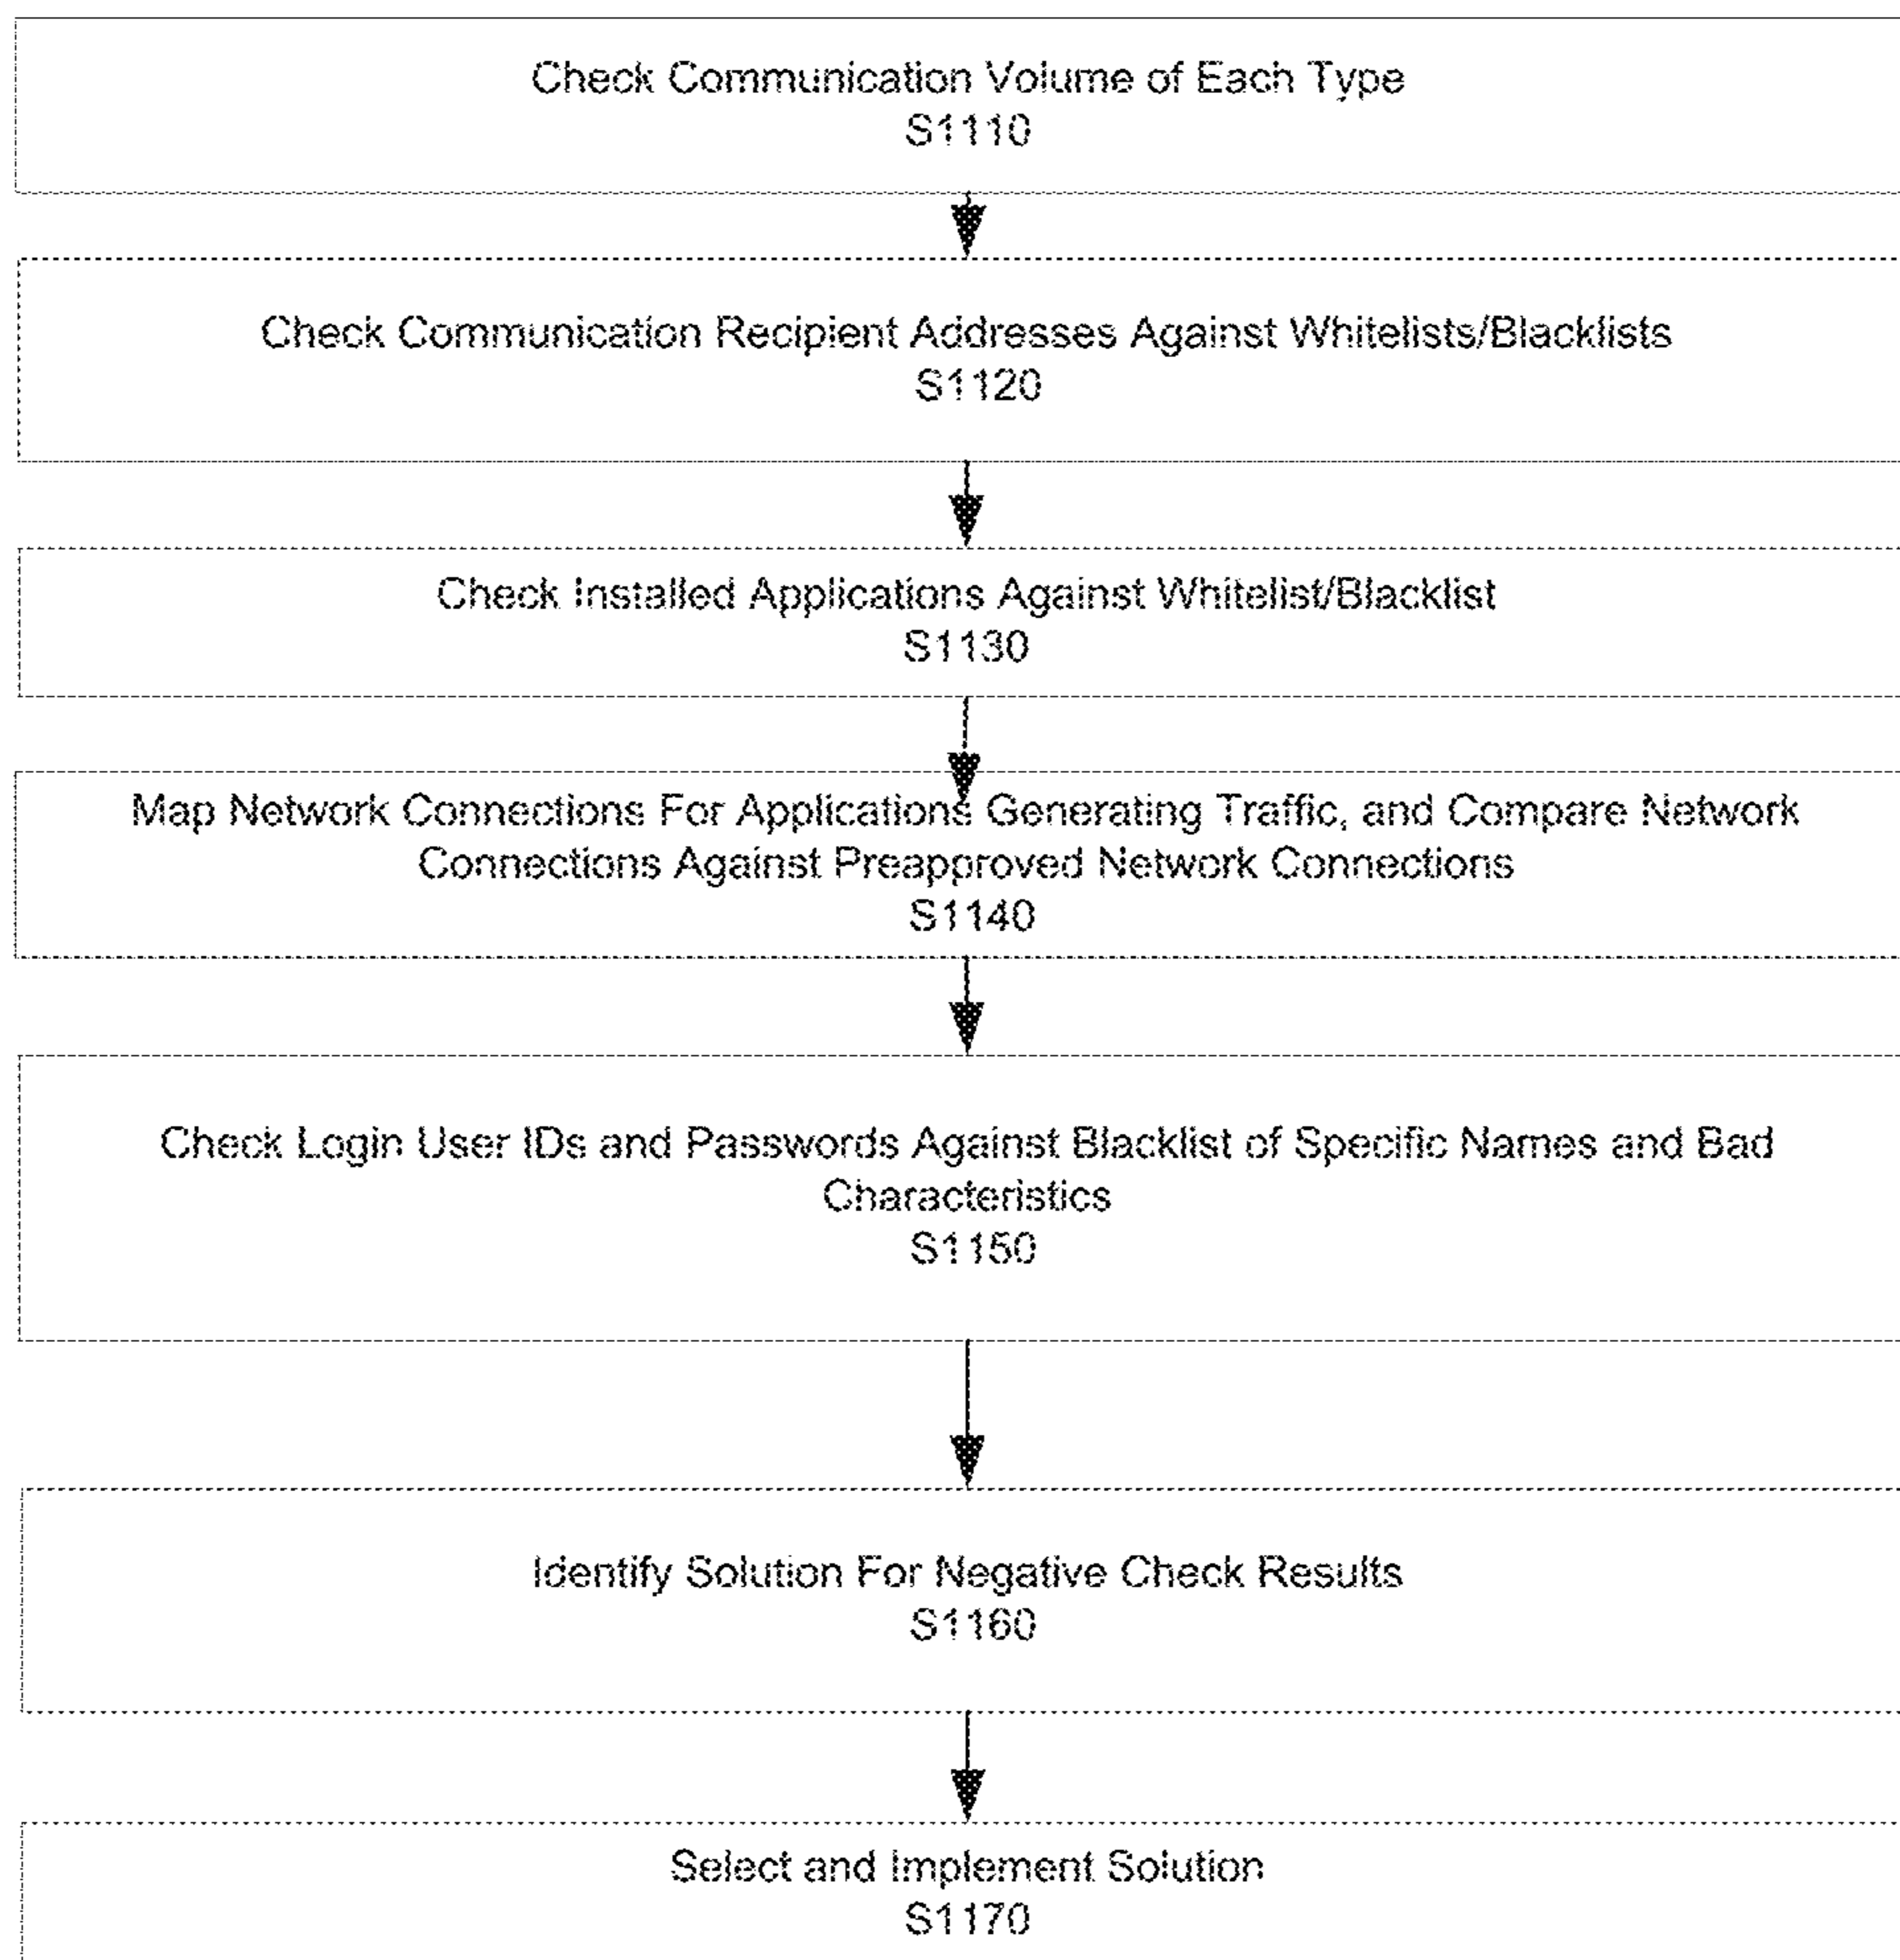 Check Communication Volume of Each Type
S1110
Check Communication Recipient Addresses Against Whitelists/Blacklists
S1120
Check Installed Applications Against Whitelist/Blacklist
S1130
Map Network Connections For Applications Generating Traffic, and Compare Network
Connections Against Preapproved Network Connections
S1140
Check Login User IDs and Passwords Against Blacklist of Specific Names and Bad
Characteristics
S1150
Identify Solution For Negative Check Results
S1160
Select and Implement Solution
S1170